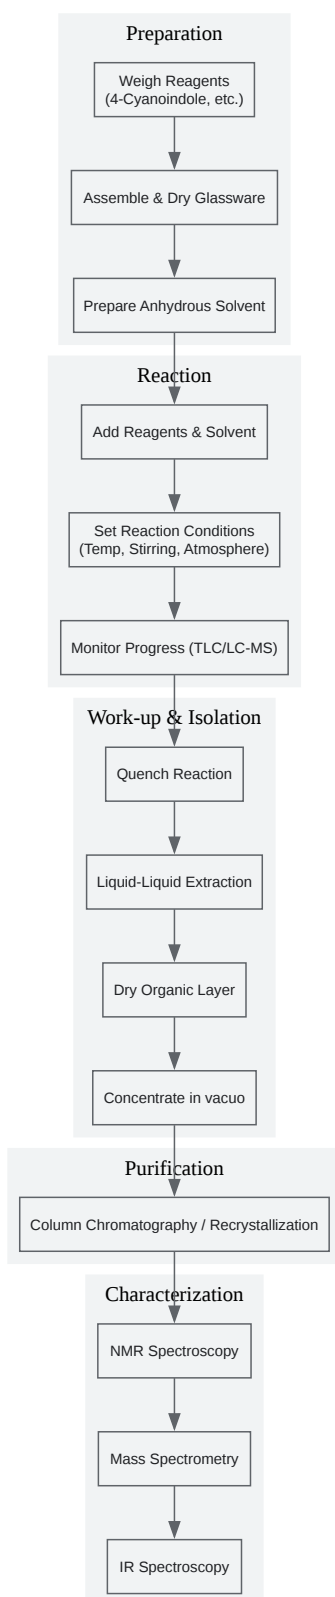 Preparation
Weigh Reagents
(4-Cyanoindole, etc.)
Assemble & Dry Glassware
Prepare Anhydrous Solvent
Reaction
Add Reagents & Solvent
Set Reaction Conditions
(Temp, Stirring, Atmosphere)
Monitor Progress (TLC/LC-MS)
Work-up & Isolation
Quench Reaction
Liquid-Liquid Extraction
Dry Organic Layer
Concentrate in vacuo
Purification
Column Chromatography / Recrystallization
Characterization
NMR Spectroscopy
Mass Spectrometry
IR Spectroscopy